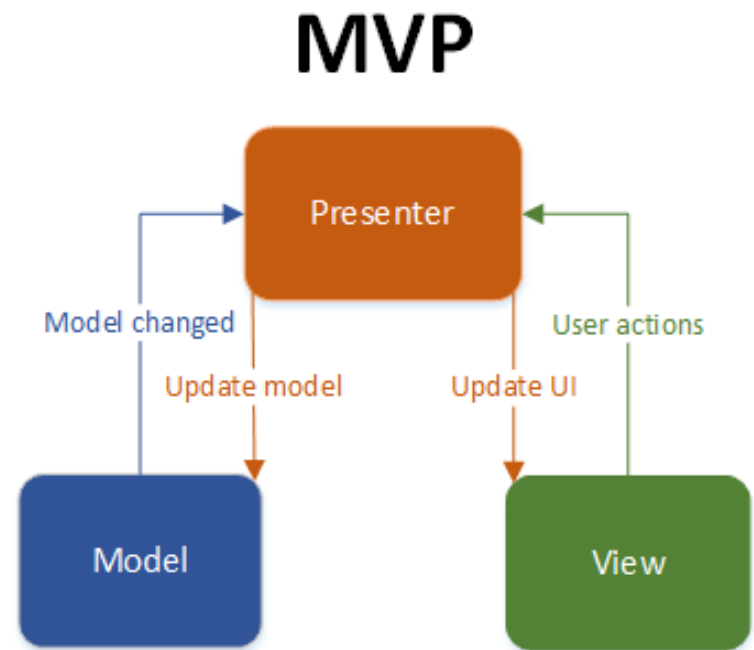 MVP
Presenter
Model changed
User actions
Update model
Update UI
Model
View